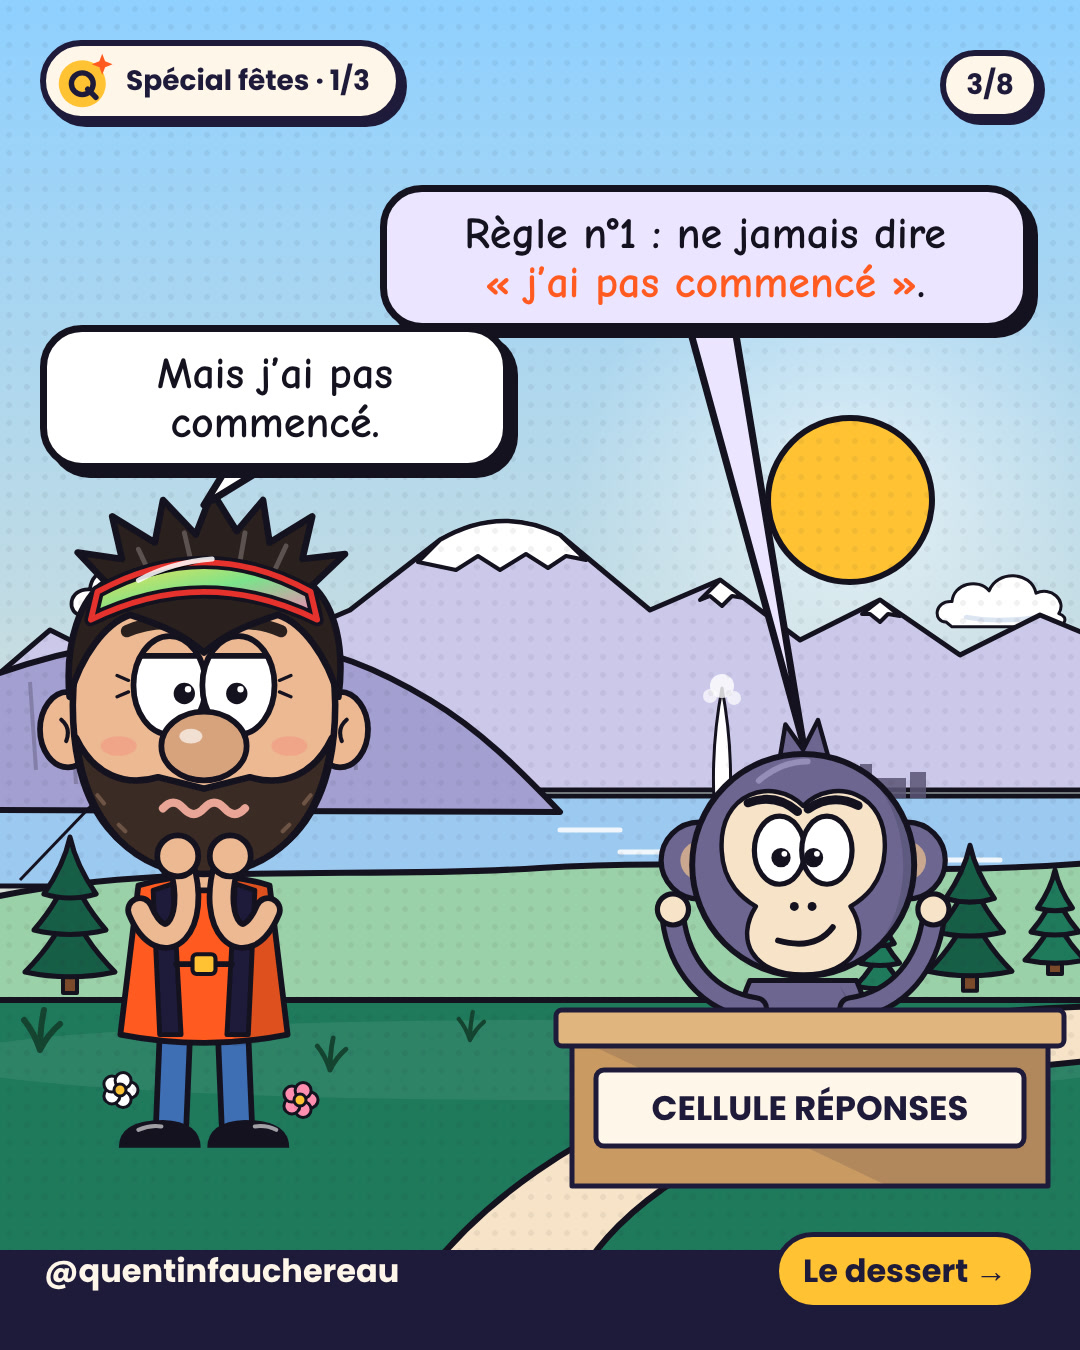 Q
Spécial fêtes · 1/3
3/8
Règle n°1 : ne jamais dire
« j'ai pas commencé ».
Mais j'ai pas
commencé.
CELLULE RÉPONSES
@quentinfauchereau
Le dessert →